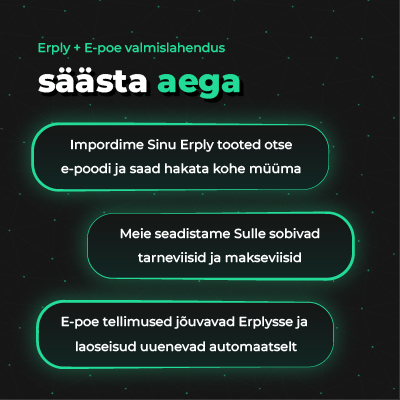 Erply + E-poe valmislahendus
säästa aega
Impordime Sinu Erply tooted otse
e-poodi ja saad hakata kohe müüma
Meie seadistame Sulle sobivad
tarneviisid ja makseviisid
E-poe tellimused jõuvavad Erplysse ja
laoseisud uuenevad automaatselt